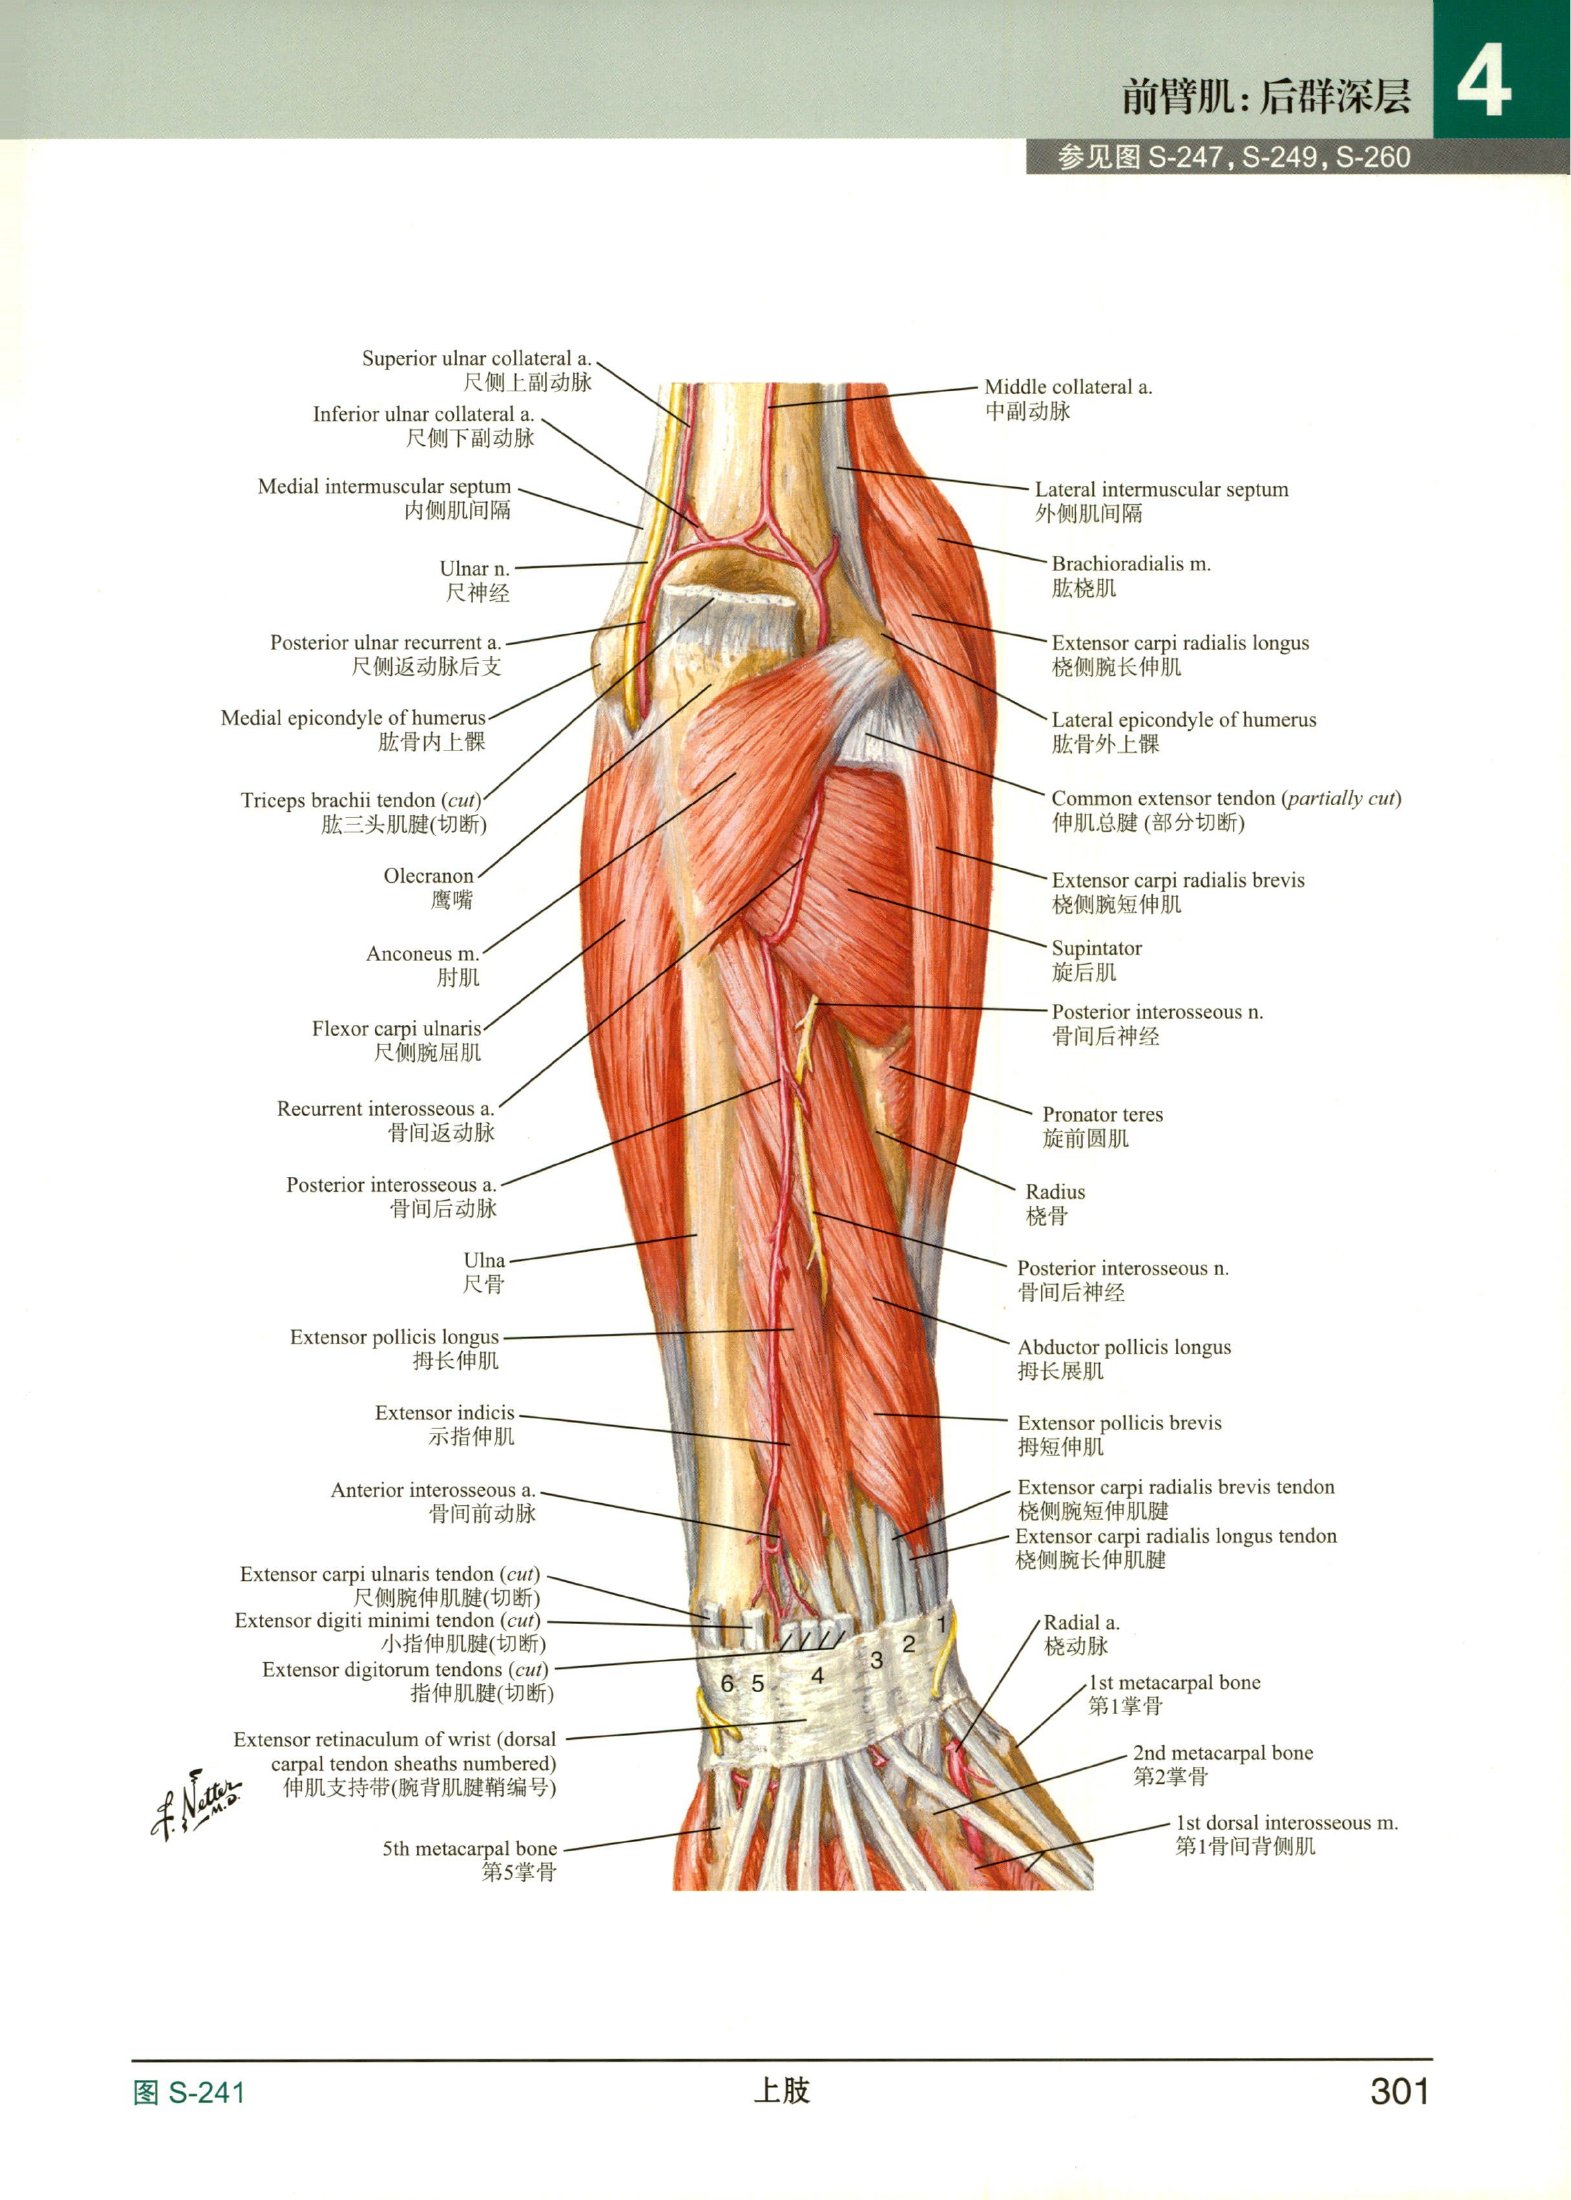 前臂肌：后群深层
4
参见图 S-247, S-249, S-260
Superior ulnar collateral a.
尺侧上副动脉
Inferior ulnar collateral a.
尺侧下副动脉
Medial intermuscular septum
内侧肌间隔
Ulnar n.
尺神经
Posterior ulnar recurrent a.
尺侧返动脉后支
Medial epicondyle of humerus
肱骨内上髁
Triceps brachii tendon (cut)
肱三头肌腱(切断)
Olecranon
鹰嘴
Anconeus m.
肘肌
Flexor carpi ulnaris
尺侧腕屈肌
Recurrent interosseous a.
骨间返动脉
Posterior interosseous a.
骨间后动脉
Ulna
尺骨
Extensor pollicis longus
拇长伸肌
Extensor indicis
示指伸肌
Anterior interosseous a.
骨间前动脉
Extensor carpi ulnaris tendon (cut)
尺侧腕伸肌腱(切断)
Extensor digiti minimi tendon (cut)
小指伸肌腱(切断)
Extensor digitorum tendons (cut)
指伸肌腱(切断)
Extensor retinaculum of wrist (dorsal
carpal tendon sheaths numbered)
伸肌支持带(腕背肌腱鞘编号)
5th metacarpal bone
第5掌骨
Middle collateral a.
中副动脉
Lateral intermuscular septum
外侧肌间隔
Brachioradialis m.
肱桡肌
Extensor carpi radialis longus
桡侧腕长伸肌
Lateral epicondyle of humerus
肱骨外上髁
Common extensor tendon (partially cut)
伸肌总腱 (部分切断)
Extensor carpi radialis brevis
桡侧腕短伸肌
Supintator
旋后肌
Posterior interosseous n.
骨间后神经
Pronator teres
旋前圆肌
Radius
桡骨
Posterior interosseous n.
骨间后神经
Abductor pollicis longus
拇长展肌
Extensor pollicis brevis
拇短伸肌
Extensor carpi radialis brevis tendon
桡侧腕短伸肌腱
Extensor carpi radialis longus tendon
桡侧腕长伸肌腱
Radial a.
桡动脉
1st metacarpal bone
第1掌骨
2nd metacarpal bone
第2掌骨
1st dorsal interosseous m.
第1骨间背侧肌
6 5 4 3 2 1
F. Netter
M.D.
图 S-241
上肢
301